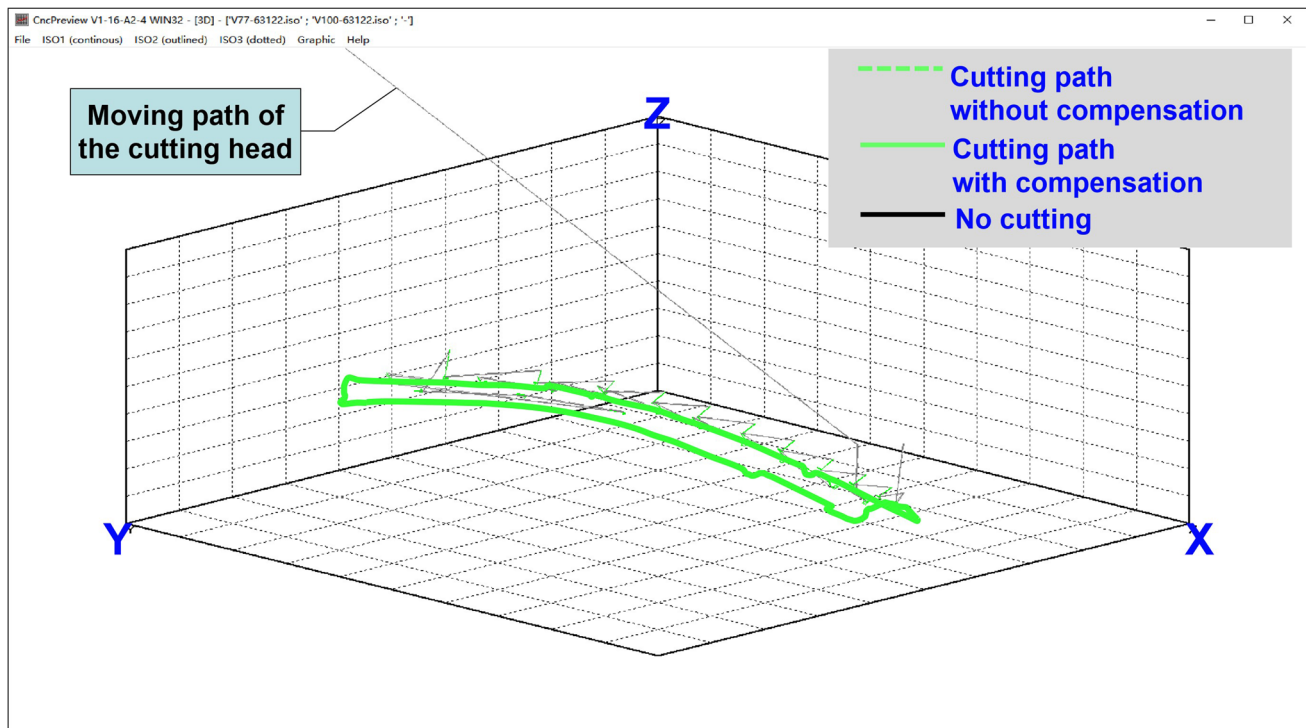 CncPreview V1-16-A2-4 WIN32 - [3D] - ['V77-63122.iso' ; 'V100-63122.iso' ; '-']
File ISO1 (continous) ISO2 (outlined) ISO3 (dotted) Graphic Help
Moving path of
the cutting head
Cutting path
without compensation
Cutting path
with compensation
No cutting
Z
Y
X